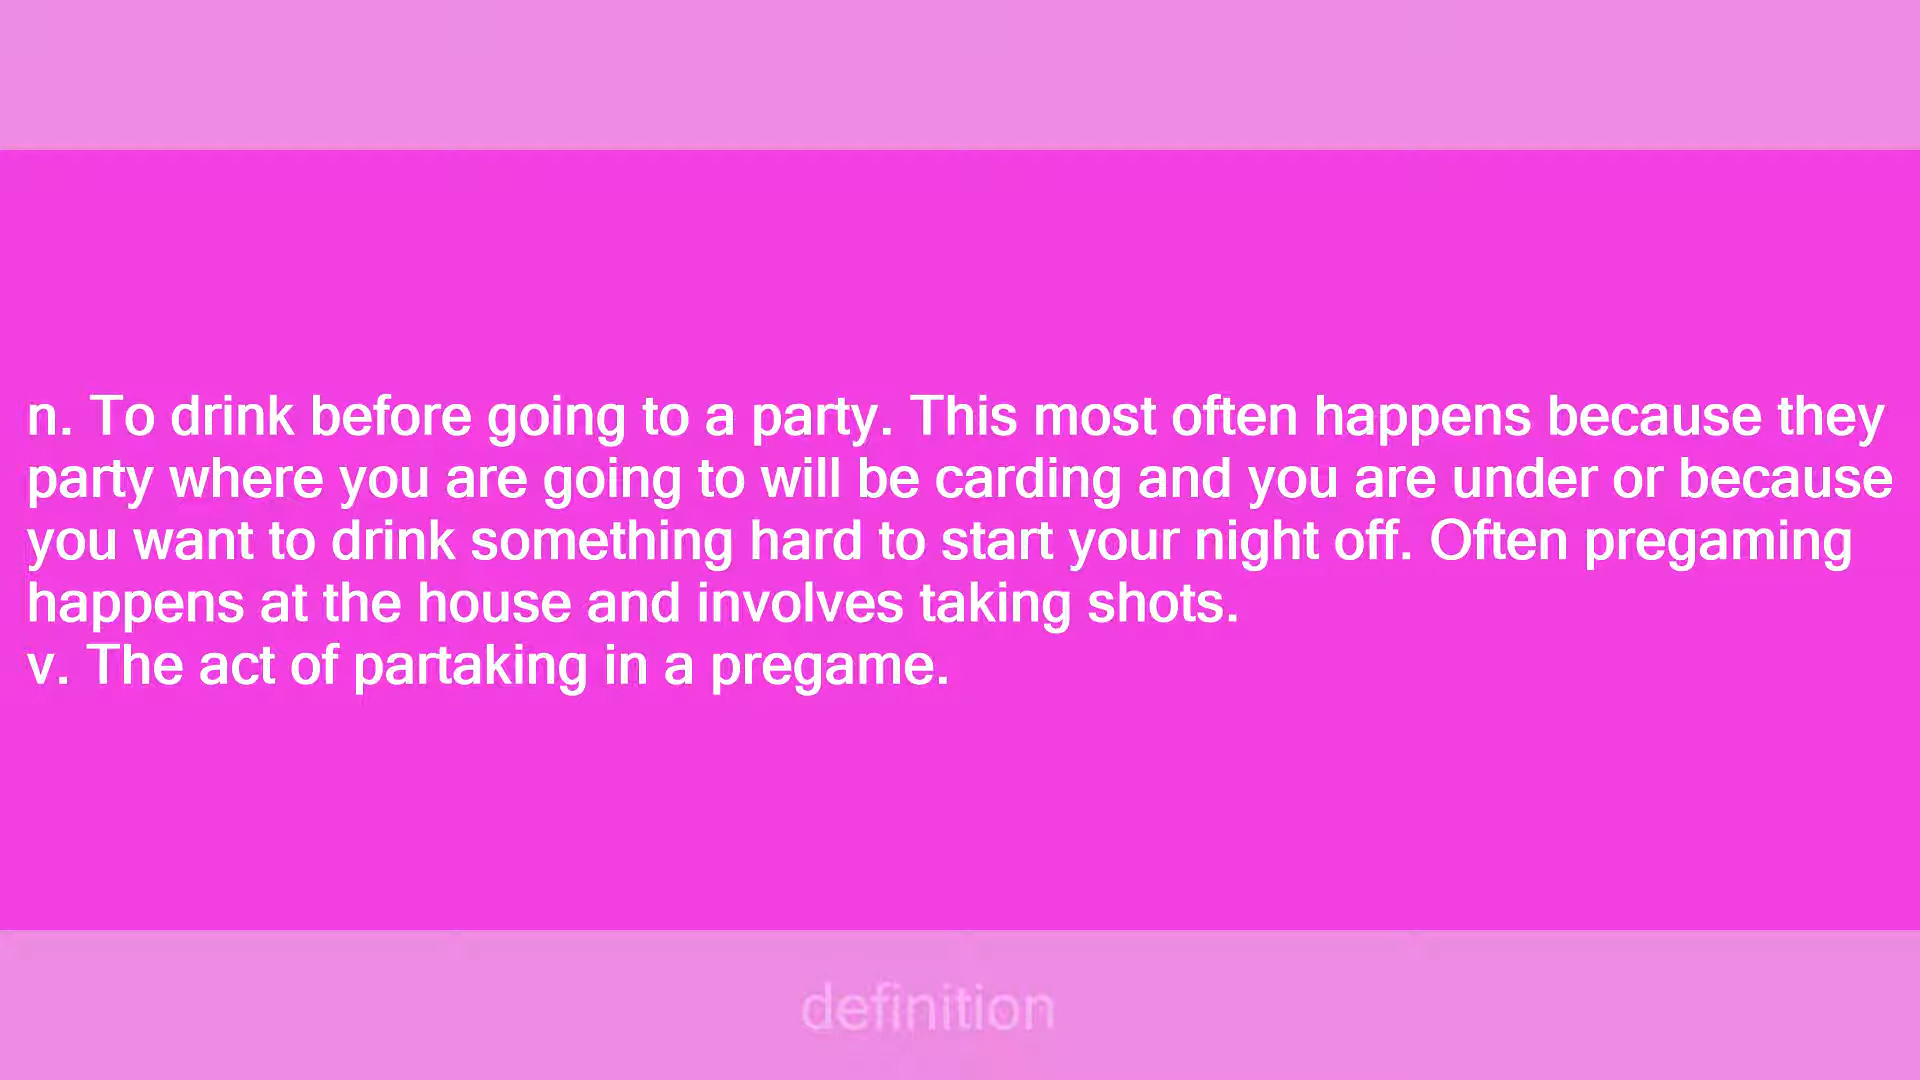 n. To drink before going to a party. This most often happens because they
party where you are going to will be carding and you are under or because
you want to drink something hard to start your night off. Often pregaming
happens at the house and involves taking shots.
v. The act of partaking in a pregame.
definition